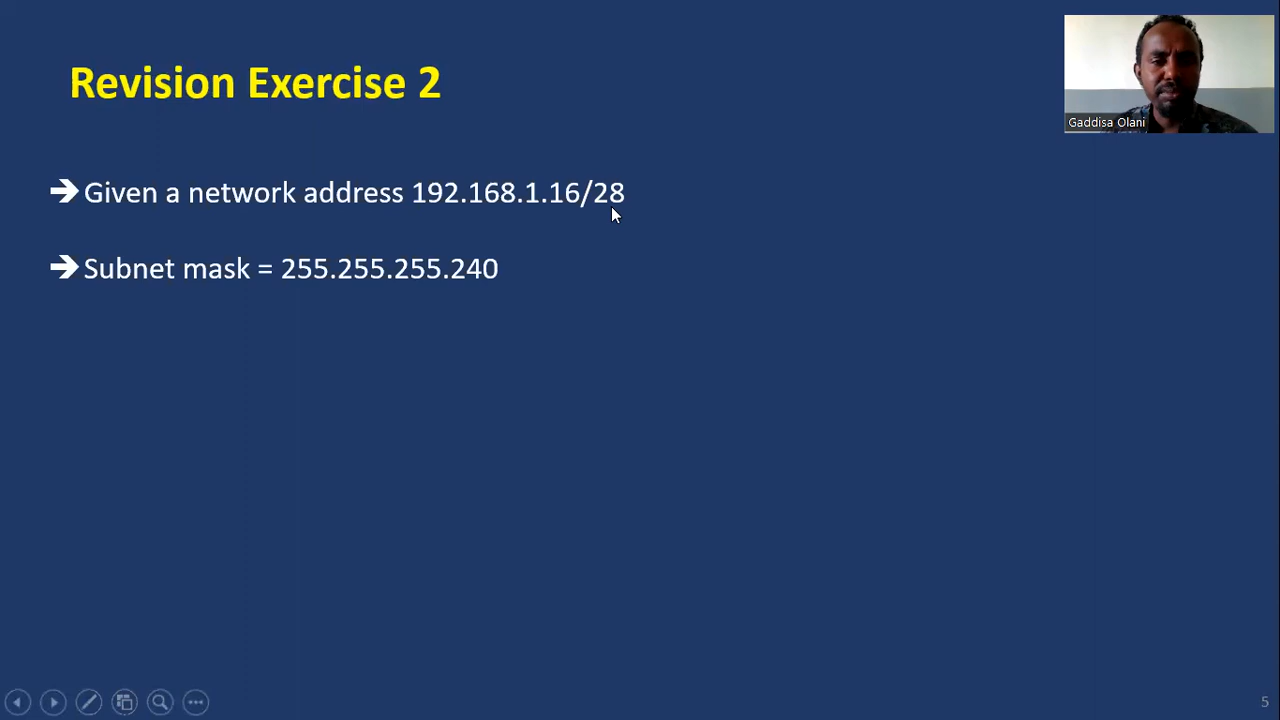 Revision Exercise 2
Gaddisa Olani
➔ Given a network address 192.168.1.16/28
➔ Subnet mask = 255.255.255.240
5